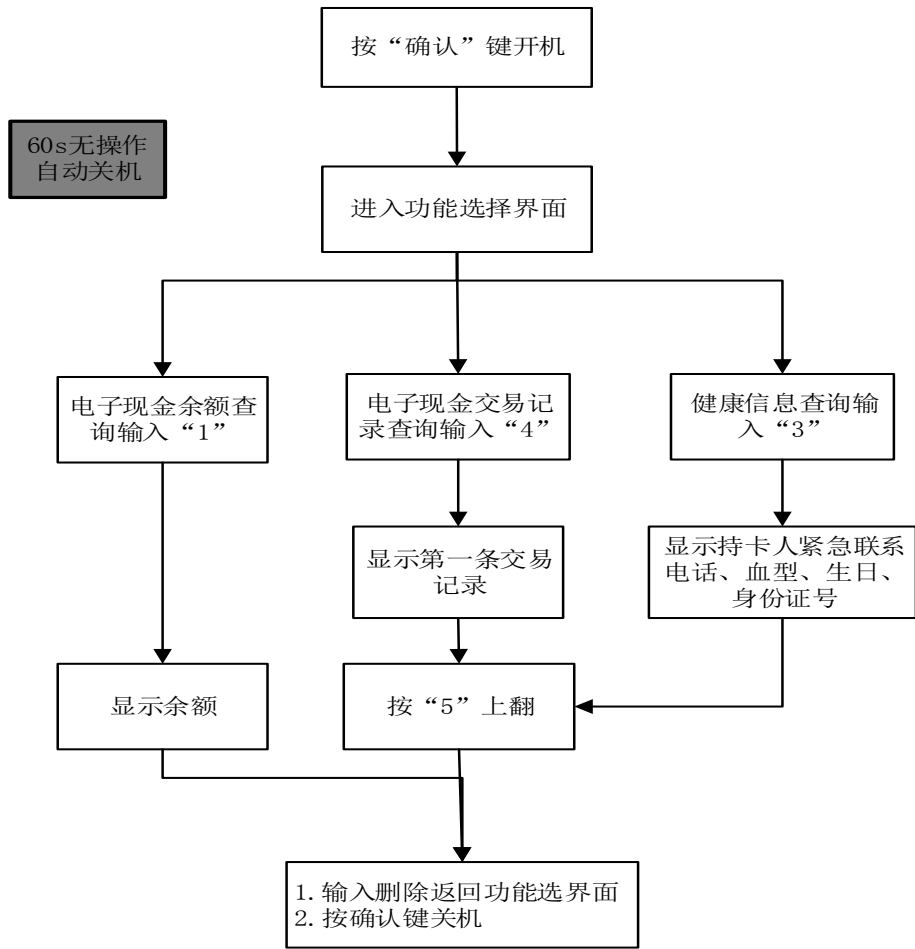 按“确认”键开机
60s无操作
自动关机
进入功能选择界面
电子现金余额查
询输入“1”
电子现金交易记
录查询输入“4”
健康信息查询输
入“3”
显示第一条交易
记录
显示持卡人紧急联系
电话、血型、生日、
身份证号
显示余额
按“5”上翻
1. 输入删除返回功能选界面
2. 按确认键关机